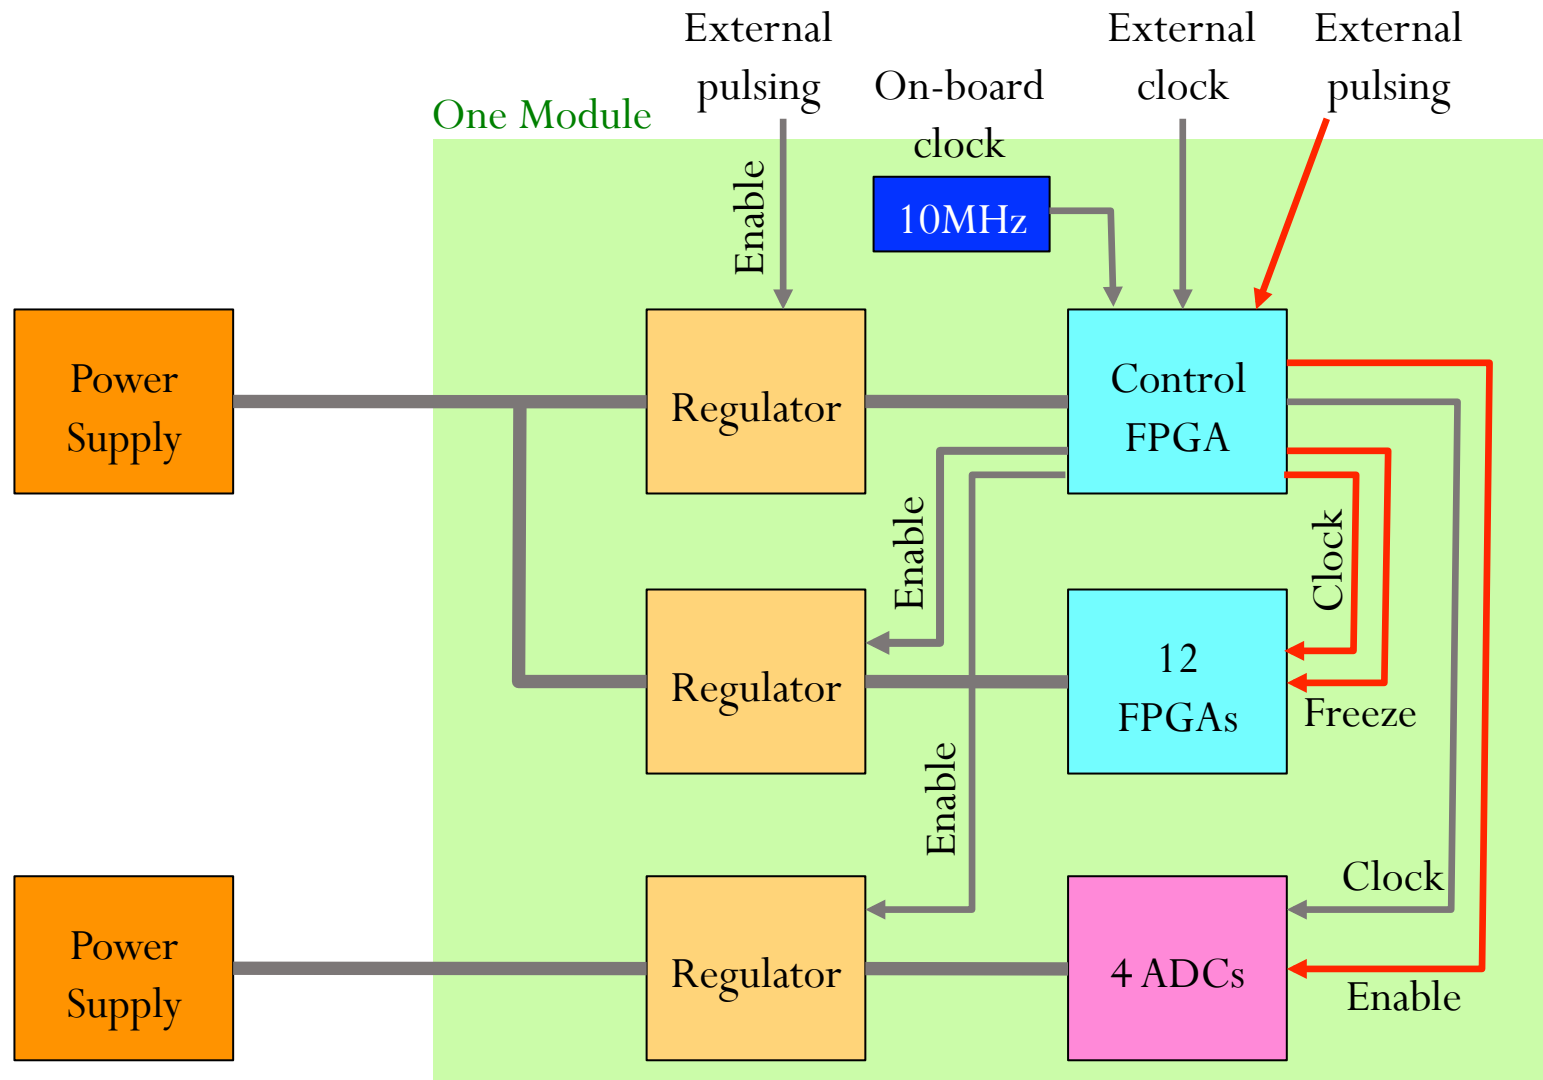 External
pulsing
On-board
clock
External
clock
External
pulsing
One Module
Enable
10MHz
Power
Supply
Regulator
Control
FPGA
Enable
Clock
Regulator
12
FPGAs
Freeze
Enable
Power
Supply
Regulator
4 ADCs
Clock
Enable